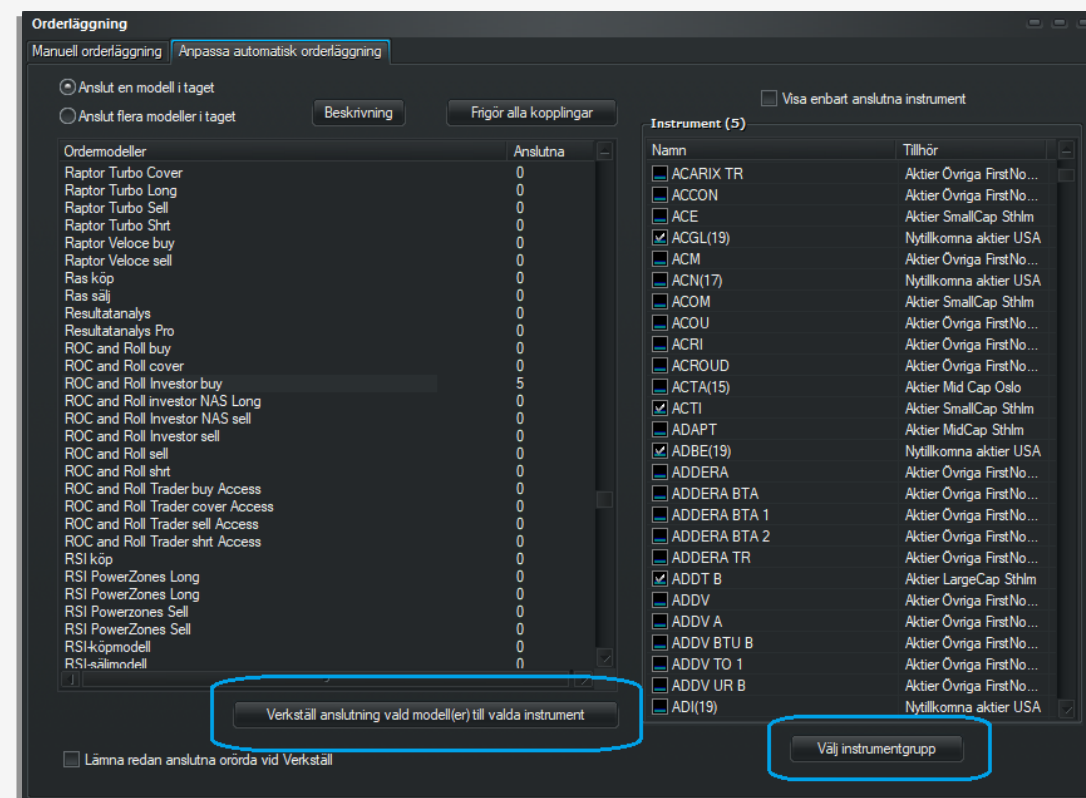 Orderläggning
Manuell orderläggning
Anpassa automatisk orderläggning
Anslut en modell i taget
Anslut flera modeller i taget
Beskrivning
Frigör alla kopplingar
Ordermodeller Anslutna
Raptor Turbo Cover 0
Raptor Turbo Long 0
Raptor Turbo Sell 0
Raptor Turbo Shrt 0
Raptor Veloce buy 0
Raptor Veloce sell 0
Ras köp 0
Ras sälj 0
Resultatanalys 0
Resultatanalys Pro 0
ROC and Roll buy 0
ROC and Roll cover 0
ROC and Roll Investor buy 5
ROC and Roll investor NAS Long 0
ROC and Roll Investor NAS sell 0
ROC and Roll Investor sell 0
ROC and Roll sell 0
ROC and Roll shrt 0
ROC and Roll Trader buy Access 0
ROC and Roll Trader cover Access 0
ROC and Roll Trader sell Access 0
ROC and Roll Trader shrt Access 0
RSI köp 0
RSI PowerZones Long 0
RSI PowerZones Long 0
RSI Powerzones Sell 0
RSI PowerZones Sell 0
RSI-köpmodell 0
RSI-säljmodell 0
Verkställ anslutning vald modell(er) till valda instrument
Lämna redan anslutna orörda vid Verkställ
Visa enbart anslutna instrument
Instrument (5)
Namn Tillhör
ACARIX TR Aktier Övriga FirstNo...
ACCON Aktier Övriga FirstNo...
ACE Aktier SmallCap Sthlm
ACGL(19) Nytillkomna aktier USA
ACM Aktier Övriga FirstNo...
ACN(17) Nytillkomna aktier USA
ACOM Aktier SmallCap Sthlm
ACOU Aktier Övriga FirstNo...
ACRI Aktier Övriga FirstNo...
ACROUD Aktier Övriga FirstNo...
ACTA(15) Aktier Mid Cap Oslo
ACTI Aktier SmallCap Sthlm
ADAPT Aktier MidCap Sthlm
ADBE(19) Nytillkomna aktier USA
ADDERA Aktier Övriga FirstNo...
ADDERA BTA Aktier Övriga FirstNo...
ADDERA BTA 1 Aktier Övriga FirstNo...
ADDERA BTA 2 Aktier Övriga FirstNo...
ADDERA TR Aktier Övriga FirstNo...
ADDT B Aktier LargeCap Sthlm
ADDV Aktier Övriga FirstNo...
ADDV A Aktier Övriga FirstNo...
ADDV BTU B Aktier Övriga FirstNo...
ADDV TO 1 Aktier Övriga FirstNo...
ADDV UR B Aktier Övriga FirstNo...
ADI(19) Nytillkomna aktier USA
Välj instrumentgrupp